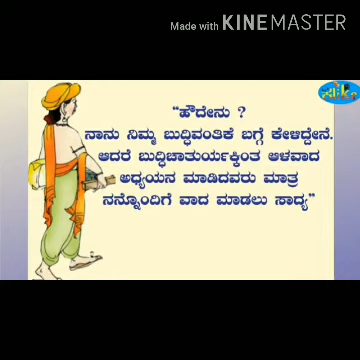 Made with KINEMASTER
“ಹೌದೇನು ?
ನಾನು ನಿಮ್ಮ ಬುದ್ಧಿವಂತಿಕೆ ಬಗ್ಗೆ ಕೇಳಿದ್ದೇನೆ.
ಆದರೆ ಬುದ್ಧಿಚಾತುರ್ಯಕ್ಕಿಂತ ಆಳವಾದ
ಅಧ್ಯಯನ ಮಾಡಿದವರು ಮಾತ್ರ
ನನ್ನೊಂದಿಗೆ ವಾದ ಮಾಡಲು ಸಾಧ್ಯ”